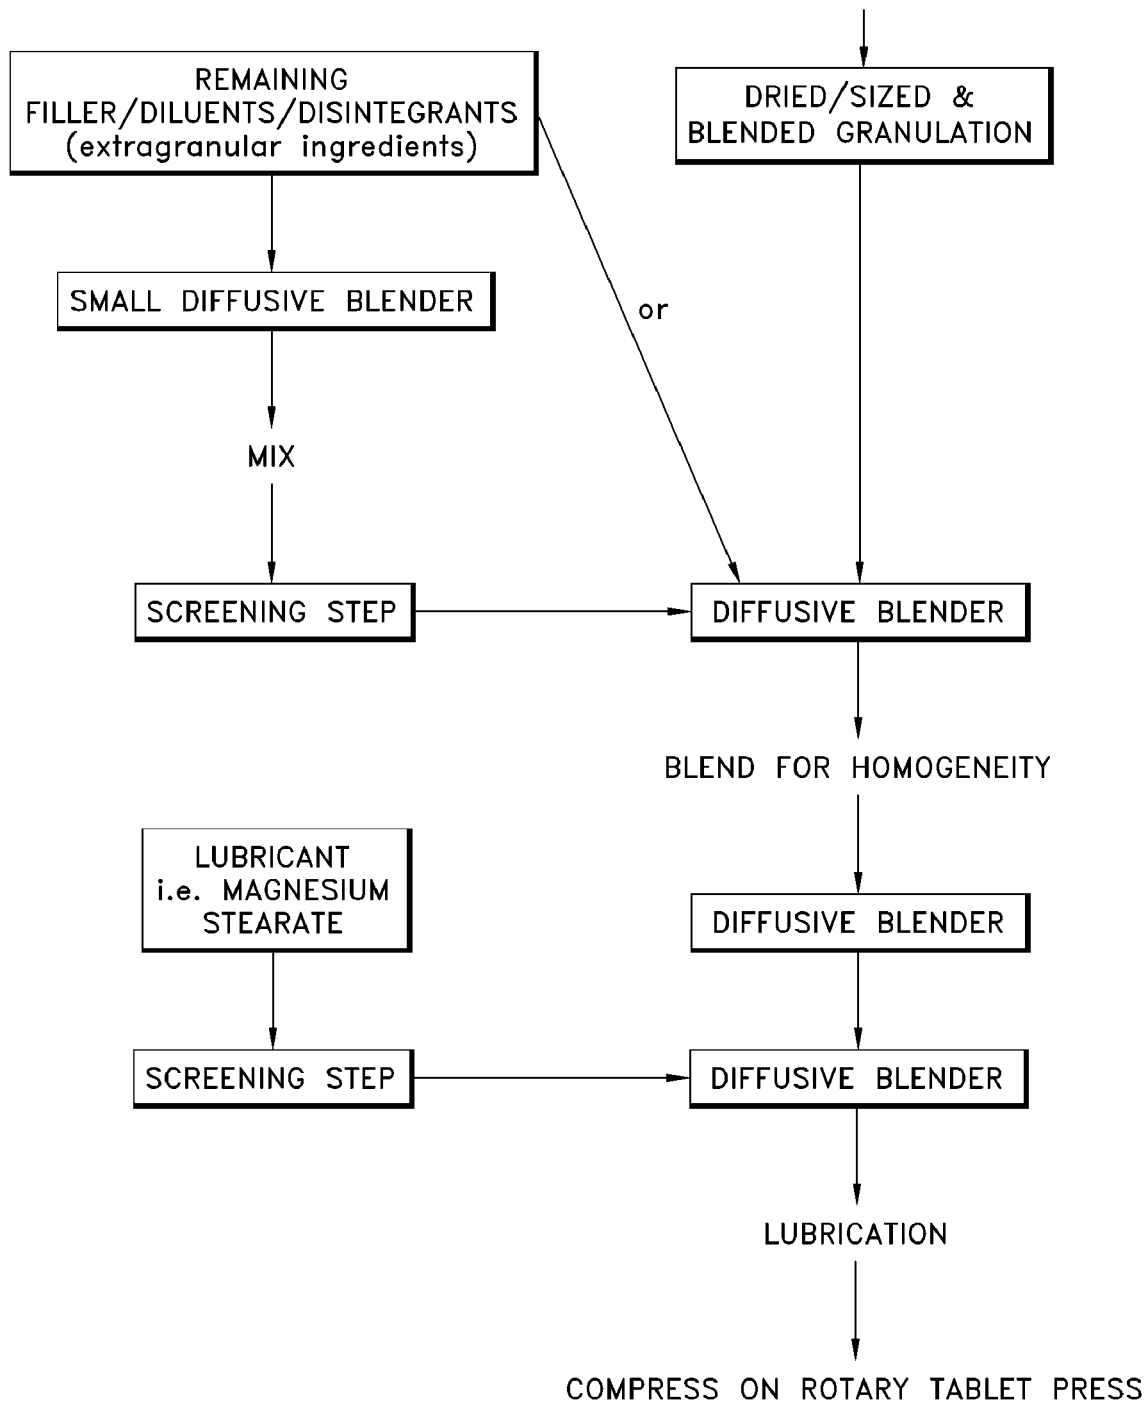 REMAINING
FILLER/DILUENTS/DISINTEGRANTS
(extragranular ingredients)
DRIED/SIZED &
BLENDED GRANULATION
SMALL DIFFUSIVE BLENDER
or
MIX
SCREENING STEP
DIFFUSIVE BLENDER
BLEND FOR HOMOGENEITY
LUBRICANT
i.e. MAGNESIUM
STEARATE
DIFFUSIVE BLENDER
SCREENING STEP
DIFFUSIVE BLENDER
LUBRICATION
COMPRESS ON ROTARY TABLET PRESS